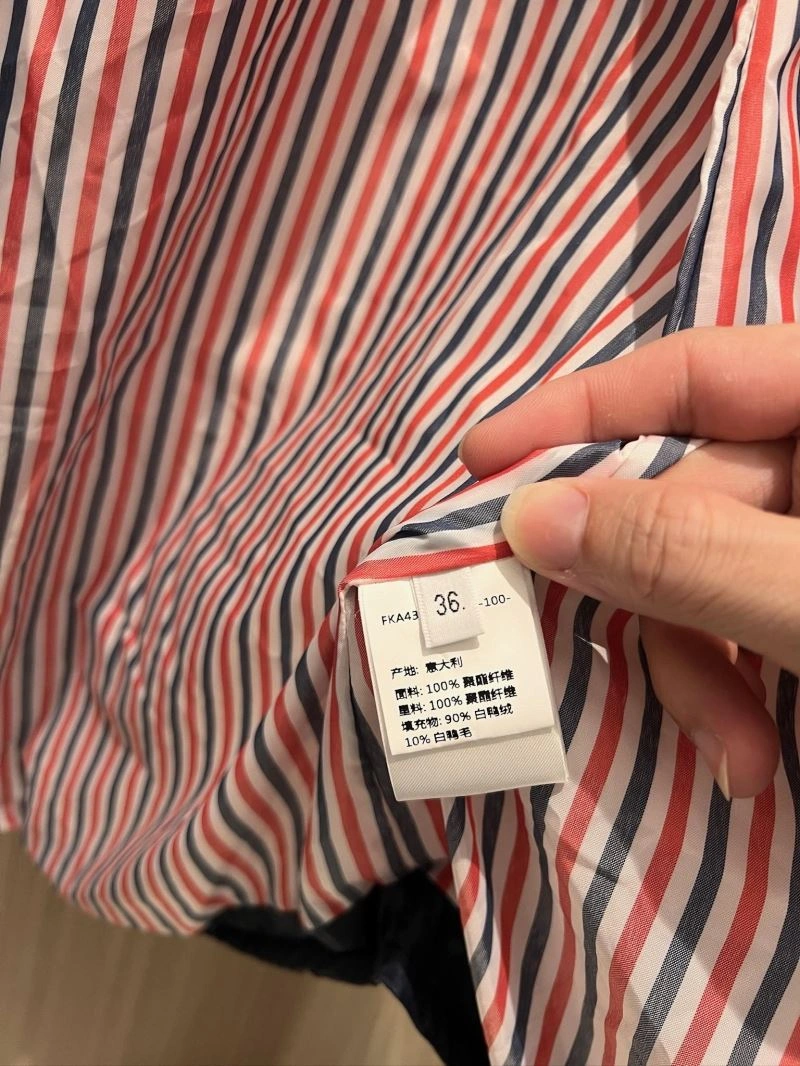 36.
FKA43 -100-
产地: 意大利
面料: 100% 聚酯纤维
里料: 100% 聚酯纤维
填充物: 90% 白鸭绒
10% 白鸭毛